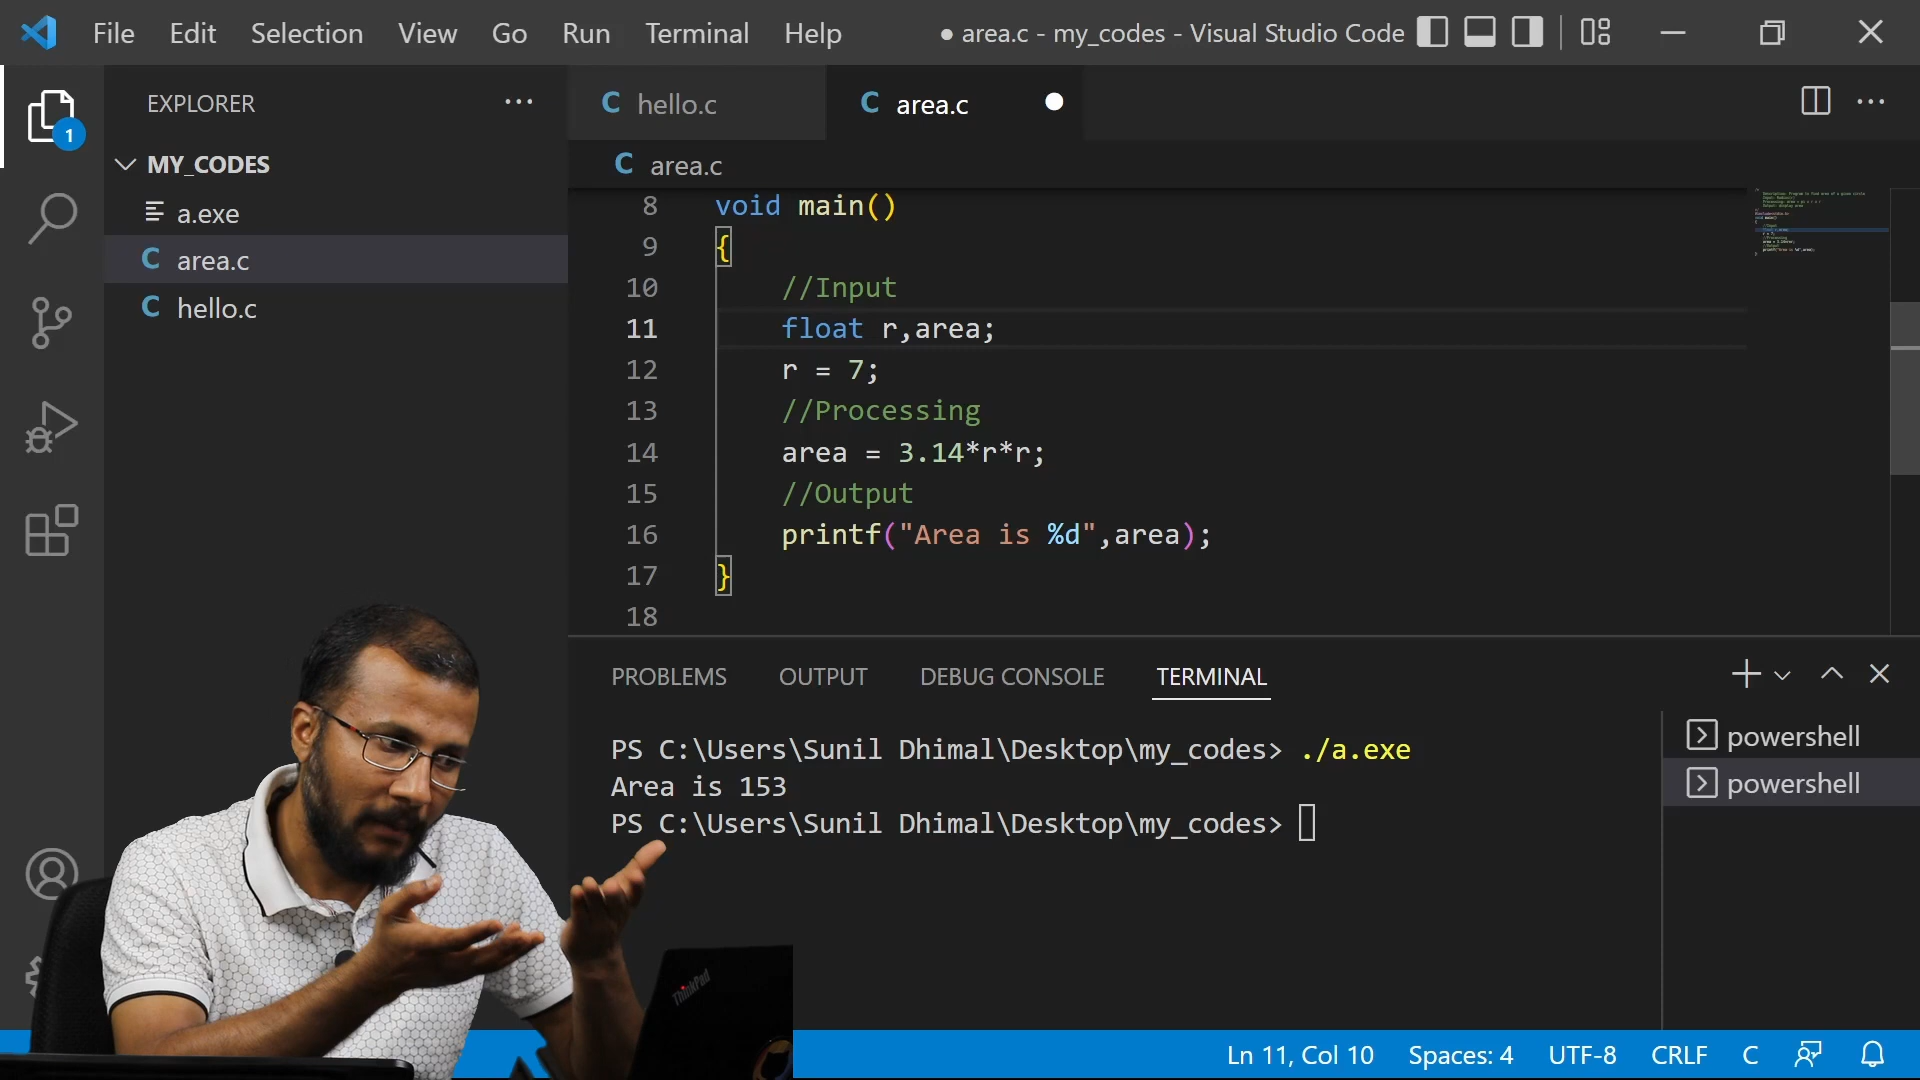 File Edit Selection View Go Run Terminal Help ● area.c - my_codes - Visual Studio Code
EXPLORER
1
MY_CODES
a.exe
C area.c
C hello.c
C hello.c C area.c
C area.c
8 void main()
9 {
10 //Input
11 float r,area;
12 r = 7;
13 //Processing
14 area = 3.14*r*r;
15 //Output
16 printf("Area is %d",area);
17 }
18
PROBLEMS OUTPUT DEBUG CONSOLE TERMINAL
PS C:\Users\Sunil Dhimal\Desktop\my_codes> ./a.exe
Area is 153
PS C:\Users\Sunil Dhimal\Desktop\my_codes>
powershell
powershell
ThinkPad
Ln 11, Col 10 Spaces: 4 UTF-8 CRLF C